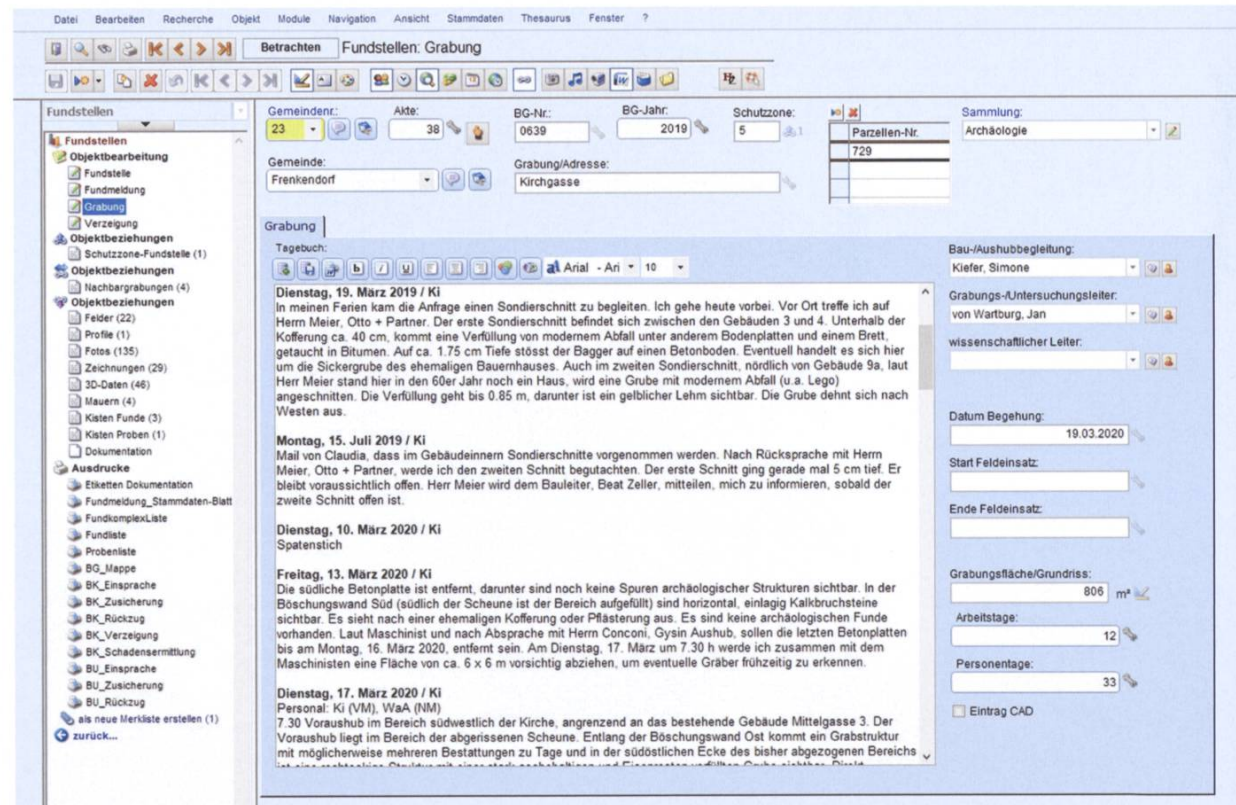 Datei Bearbeiten Recherche Objekt Module Navigation Ansicht Stammdaten Thesaurus Fenster ?
Betrachten Fundstellen: Grabung
Fundstellen
Fundstellen
Objektbearbeitung
Fundstelle
Fundmeldung
Grabung
Verzeigung
Objektbeziehungen
Schutzzone-Fundstelle (1)
Objektbeziehungen
Nachbargrabungen (4)
Objektbeziehungen
Felder (22)
Profile (1)
Fotos (135)
Zeichnungen (29)
3D-Daten (46)
Mauern (4)
Kisten Funde (3)
Kisten Proben (1)
Dokumentation
Ausdrucke
Etiketten Dokumentation
Fundmeldung_Stammdaten-Blatt
FundkomplexListe
Fundliste
Probenliste
BG_Mappe
BK_Einsprache
BK_Zusicherung
BK_Rückzug
BK_Verzeigung
BK_Schadensermittlung
BU_Einsprache
BU_Zusicherung
BU_Rückzug
als neue Merkliste erstellen (1)
zurück...
Gemeindenr.: Akte: BG-Nr.: BG-Jahr: Schutzzone: Sammlung:
23 38 0639 2019 5 1 Parzellen-Nr. Archäologie
729
Gemeinde: Grabung/Adresse:
Frenkendorf Kirchgasse
Grabung
Tagebuch:
b i u Arial - Ari 10
Dienstag, 19. März 2019 / Ki
In meinen Ferien kam die Anfrage einen Sondierschnitt zu begleiten. Ich gehe heute vorbei. Vor Ort treffe ich auf
Herrn Meier, Otto + Partner. Der erste Sondierschnitt befindet sich zwischen den Gebäuden 3 und 4. Unterhalb der
Kofferung ca. 40 cm, kommt eine Verfüllung von modernem Abfall unter anderem Bodenplatten und einem Brett,
getaucht in Bitumen. Auf ca. 1.75 cm Tiefe stösst der Bagger auf einen Betonboden. Eventuell handelt es sich hier
um die Sickergrube des ehemaligen Bauernhauses. Auch im zweiten Sondierschnitt, nördlich von Gebäude 9a, laut
Herr Meier stand hier in den 60er Jahr noch ein Haus, wird eine Grube mit modernem Abfall (u.a. Lego)
angeschnitten. Die Verfüllung geht bis 0.85 m, darunter ist ein gelblicher Lehm sichtbar. Die Grube dehnt sich nach
Westen aus.
Montag, 15. Juli 2019 / Ki
Mail von Claudia, dass im Gebäudeinnern Sondierschnitte vorgenommen werden. Nach Rücksprache mit Herrn
Meier, Otto + Partner, werde ich den zweiten Schnitt begutachten. Der erste Schnitt ging gerade mal 5 cm tief. Er
bleibt voraussichtlich offen. Herr Meier wird dem Bauleiter, Beat Zeller, mitteilen, mich zu informieren, sobald der
zweite Schnitt offen ist.
Dienstag, 10. März 2020 / Ki
Spatenstich
Freitag, 13. März 2020 / Ki
Die südliche Betonplatte ist entfernt, darunter sind noch keine Spuren archäologischer Strukturen sichtbar. In der
Böschungswand Süd (südlich der Scheune ist der Bereich aufgefüllt) sind horizontal, einlagig Kalkbruchsteine
sichtbar. Es sieht nach einer ehemaligen Kofferung oder Pflästerung aus. Es sind keine archäologischen Funde
vorhanden. Laut Maschinist und nach Absprache mit Herrn Conconi, Gysin Aushub, sollen die letzten Betonplatten
bis am Montag, 16. März 2020, entfernt sein. Am Dienstag, 17. März um 7.30 h werde ich zusammen mit dem
Maschinisten eine Fläche von ca. 6 x 6 m vorsichtig abziehen, um eventuelle Gräber frühzeitig zu erkennen.
Dienstag, 17. März 2020 / Ki
Personal: Ki (VM), WaA (NM)
7.30 Voraushub im Bereich südwestlich der Kirche, angrenzend an das bestehende Gebäude Mittelgasse 3. Der
Voraushub liegt im Bereich der abgerissenen Scheune. Entlang der Böschungswand Ost kommt ein Grabstruktur
mit möglicherweise mehreren Bestattungen zu Tage und in der südöstlichen Ecke des bisher abgezogenen Bereichs
Bau-/Aushubbegleitung:
Kiefer, Simone
Grabungs-/Untersuchungsleiter:
von Wartburg, Jan
wissenschaftlicher Leiter:
Datum Begehung:
19.03.2020
Start Feldeinsatz:
Ende Feldeinsatz:
Grabungsfläche/Grundriss:
806 m²
Arbeitstage:
12
Personentage:
33
Eintrag CAD